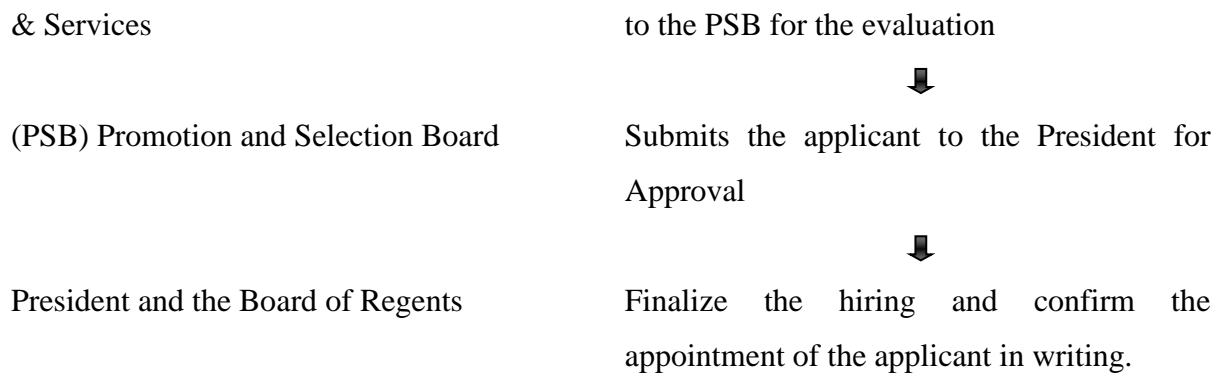 & Services to the PSB for the evaluation
(PSB) Promotion and Selection Board Submits the applicant to the President for
Approval
President and the Board of Regents Finalize the hiring and confirm the
appointment of the applicant in writing.